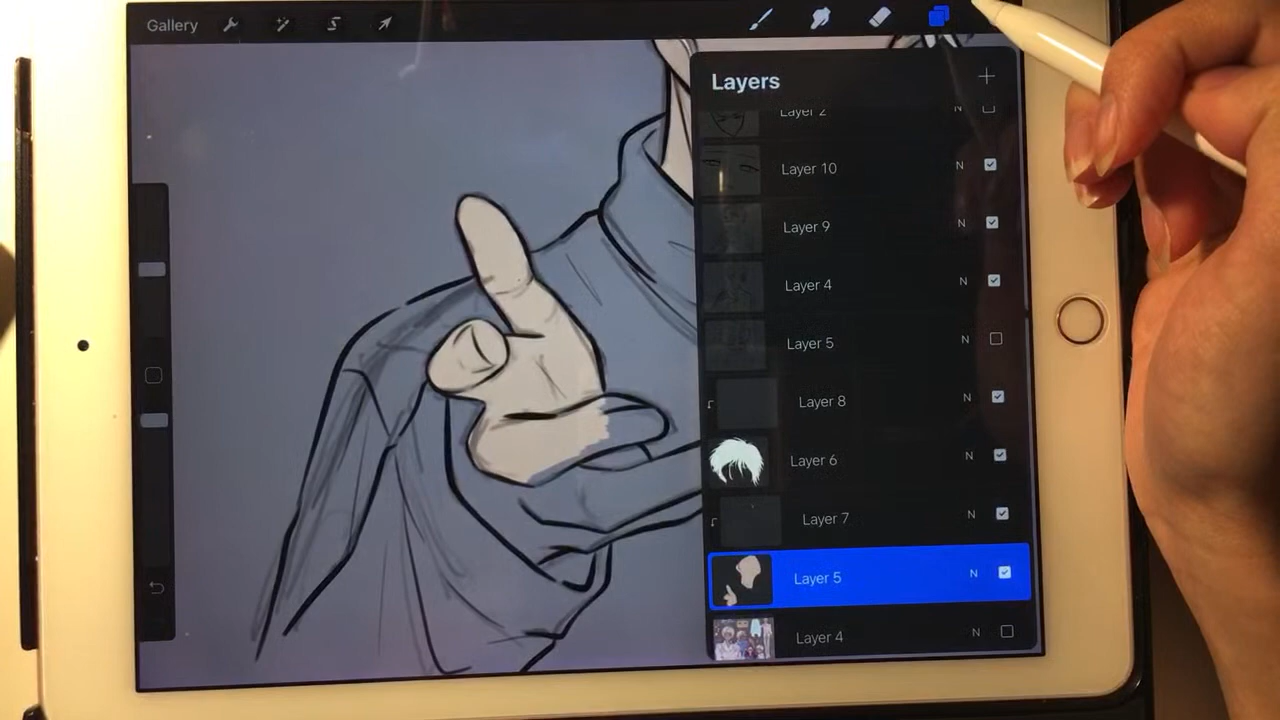 Gallery
Layers
Layer 2 N
Layer 10 N
Layer 9 N
Layer 4 N
Layer 5 N
Layer 8 N
Layer 6 N
Layer 7 N
Layer 5 N
Layer 4 N